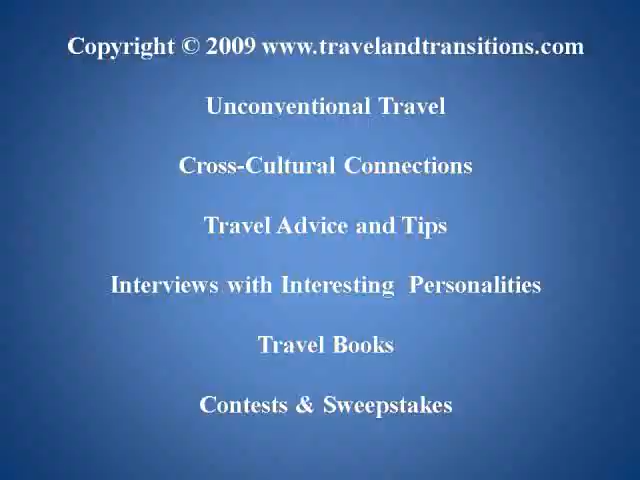 Copyright © 2009 www.travelandtransitions.com
Unconventional Travel
Cross-Cultural Connections
Travel Advice and Tips
Interviews with Interesting  Personalities
Travel Books
Contests & Sweepstakes